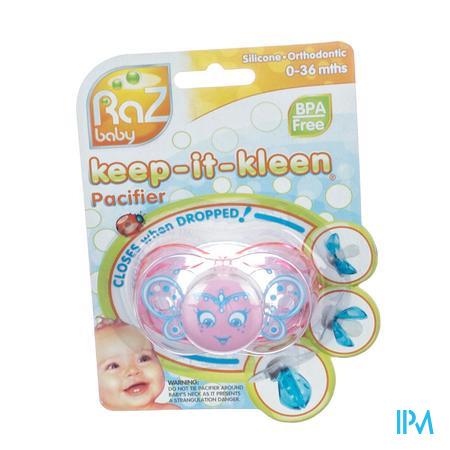 RaZ
baby
Silicone • Orthodontic
0-36 mths
BPA
Free
keep-it-kleen®
Pacifier
CLOSES when DROPPED!
WARNING:
DO NOT TIE PACIFIER AROUND
BABY'S NECK AS IT PRESENTS
A STRANGULATION DANGER.
IPM